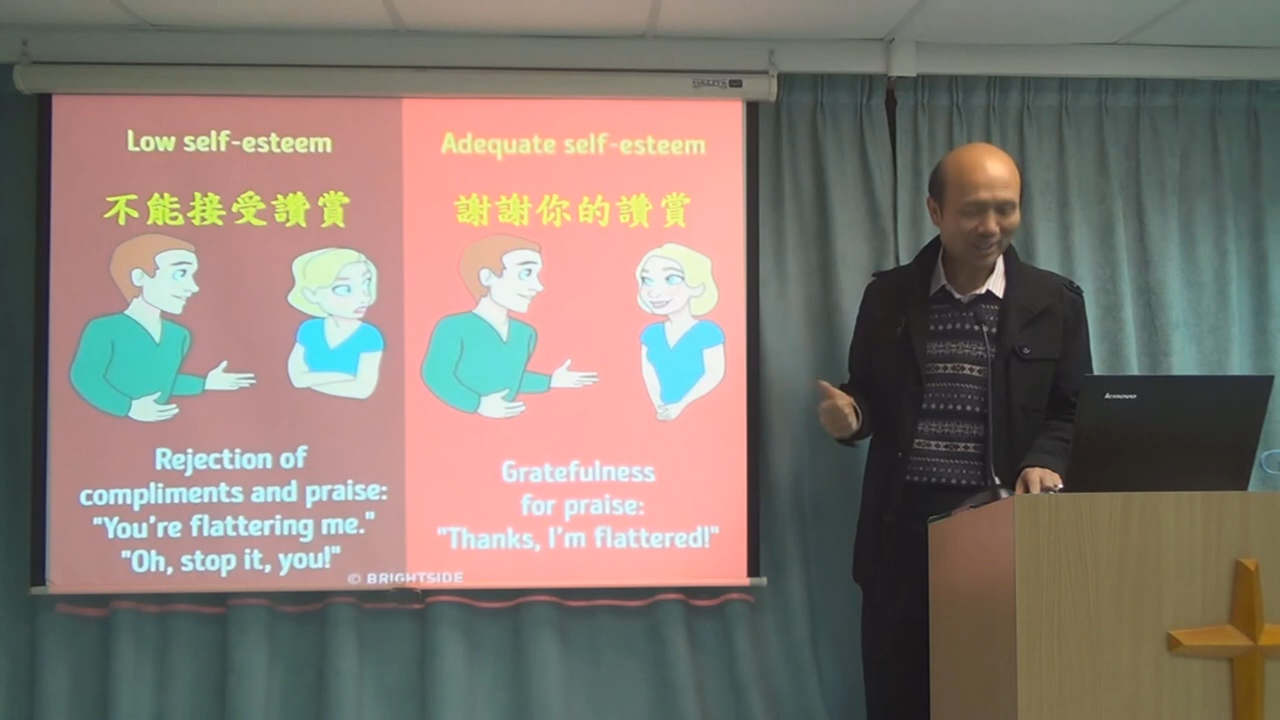 Low self-esteem
不能接受讚賞
Rejection of
compliments and praise:
"You're flattering me."
"Oh, stop it, you!"
Adequate self-esteem
謝謝你的讚賞
Gratefulness
for praise:
"Thanks, I'm flattered!"
© BRIGHTSIDE
lenovo